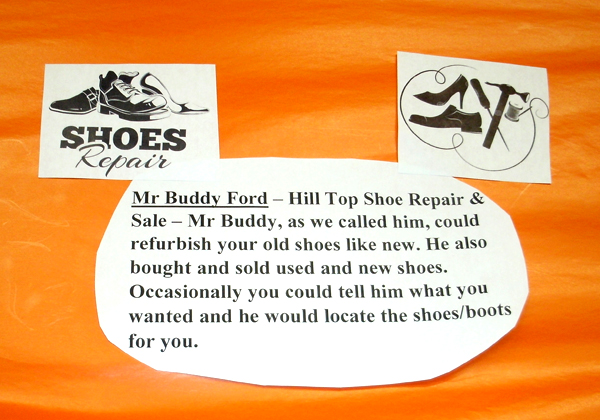 SHOES
Repair
Mr Buddy Ford – Hill Top Shoe Repair &
Sale – Mr Buddy, as we called him, could
refurbish your old shoes like new. He also
bought and sold used and new shoes.
Occasionally you could tell him what you
wanted and he would locate the shoes/boots
for you.